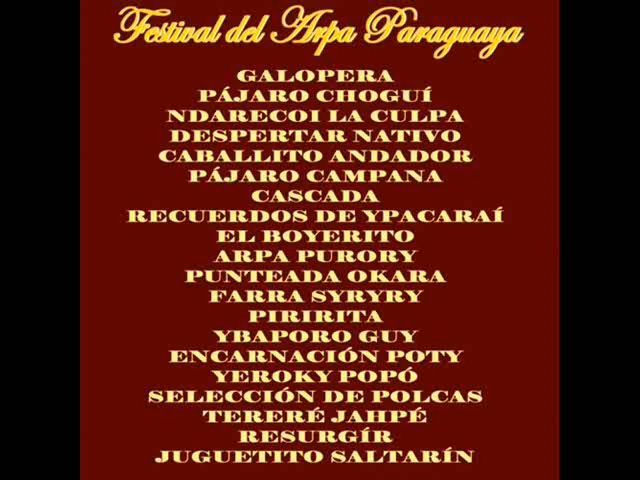 Festival del Arpa Paraguaya
GALOPERA
PÁJARO CHOGUÍ
NDARECOI LA CULPA
DESPERTAR NATIVO
CABALLITO ANDADOR
PÁJARO CAMPANA
CASCADA
RECUERDOS DE YPACARAÍ
EL BOYERITO
ARPA PURORY
PUNTEADA OKARA
FARRA SYRYRY
PIRIRITA
YBAPORO GUY
ENCARNACIÓN POTY
YEROKY POPÓ
SELECCIÓN DE POLCAS
TERERÉ JAHPÉ
RESURGÍR
JUGUETITO SALTARÍN